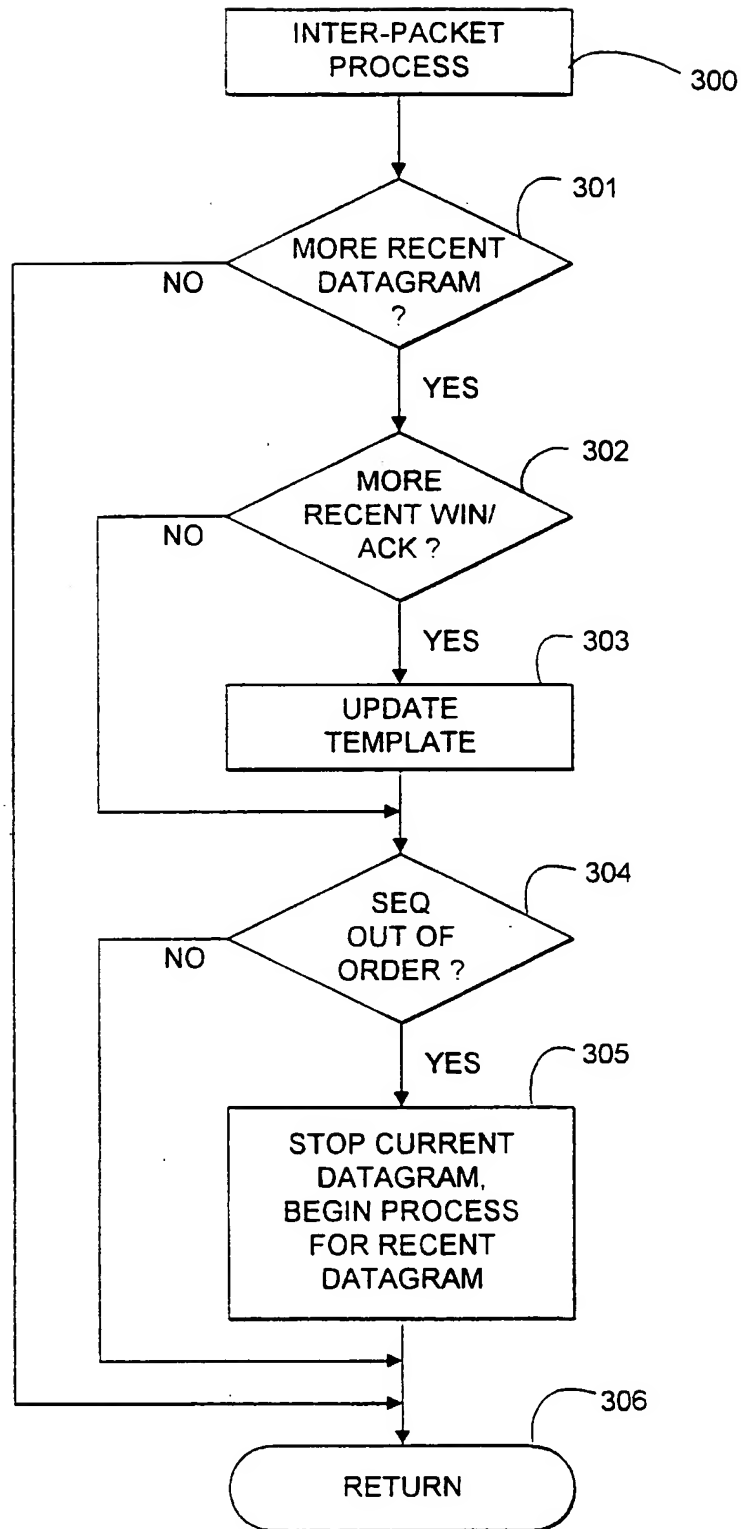 INTER-PACKET
PROCESS
300
301
MORE RECENT
DATAGRAM
?
NO
YES
302
MORE
RECENT WIN/
ACK ?
NO
YES
303
UPDATE
TEMPLATE
304
SEQ
OUT OF
ORDER ?
NO
YES
305
STOP CURRENT
DATAGRAM,
BEGIN PROCESS
FOR RECENT
DATAGRAM
306
RETURN